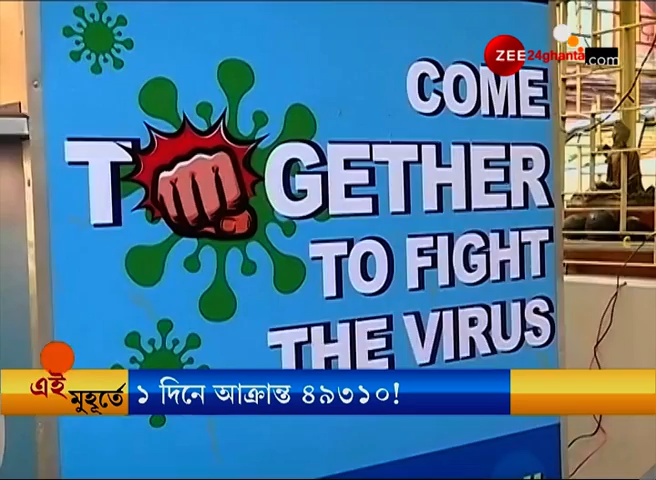 ZEE 24ghanta
.com
COME
TOGETHER
TO FIGHT
THE VIRUS
এই
মুহূর্তে
১ দিনে আক্রান্ত ৪৯৩১০!